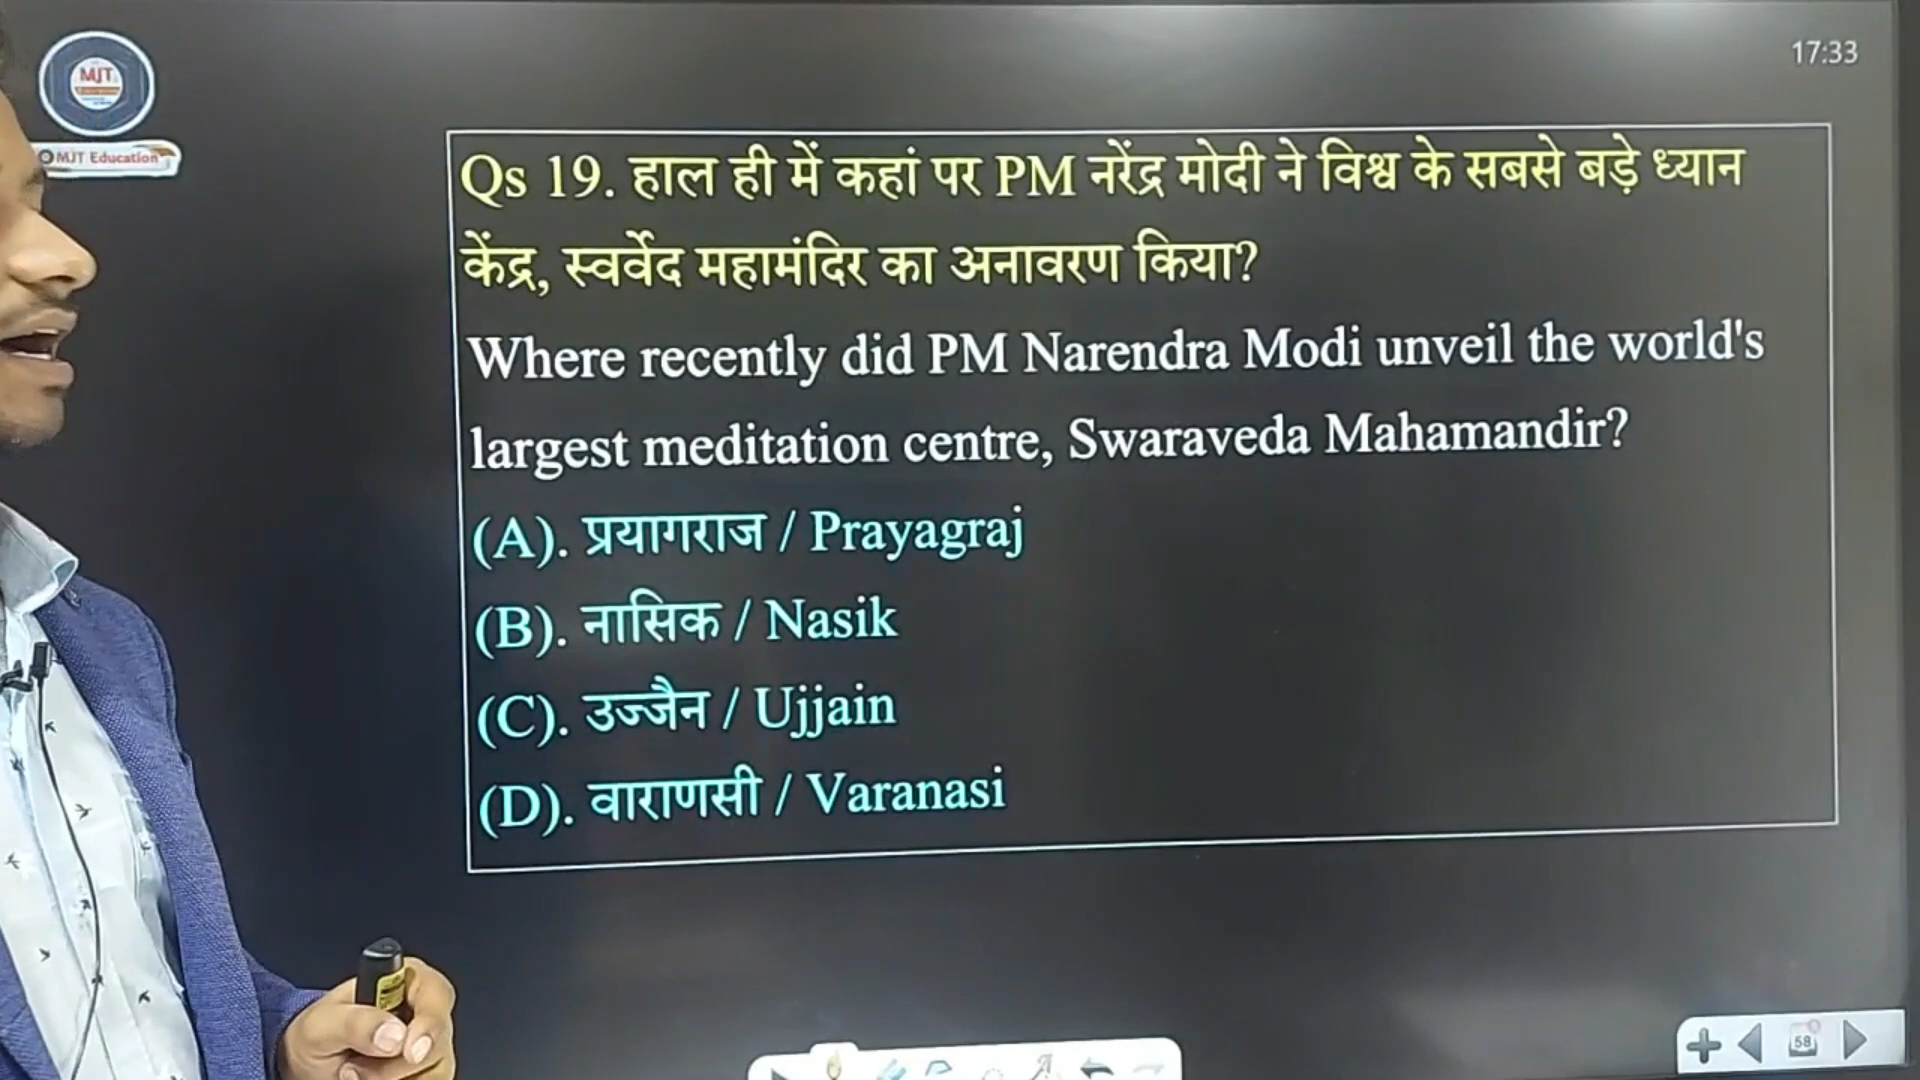 MJT
MJT Education
17:33
Qs 19. हाल ही में कहां पर PM नरेंद्र मोदी ने विश्व के सबसे बड़े ध्यान
केंद्र, स्वर्वेद महामंदिर का अनावरण किया?
Where recently did PM Narendra Modi unveil the world's
largest meditation centre, Swaraveda Mahamandir?
(A). प्रयागराज / Prayagraj
(B). नासिक / Nasik
(C). उज्जैन / Ujjain
(D). वाराणसी / Varanasi
58